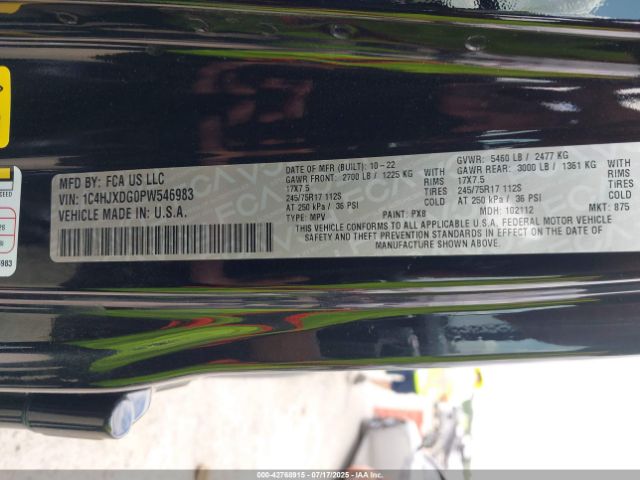 MFD BY: FCA US LLC
VIN: 1C4HJXDG0PW546983
VEHICLE MADE IN: U.S.A.
DATE OF MFR (BUILT): 10-22
GAWR FRONT: 2700 LB / 1225 KG
17X7.5
245/75R17 112S
AT 250 kPa / 36 PSI
TYPE: MPV
WITH
RIMS
TIRES
COLD
PAINT: PX8
GVWR: 5460 LB / 2477 KG
GAWR REAR: 3000 LB / 1361 KG
17X7.5
245/75R17 112S
AT 250 kPa / 36 PSI
MDH: 102112
WITH
RIMS
TIRES
COLD
MKT: 875
THIS VEHICLE CONFORMS TO ALL APPLICABLE U.S.A. FEDERAL MOTOR VEHICLE
SAFETY AND THEFT PREVENTION STANDARDS IN EFFECT ON THE DATE OF
MANUFACTURE SHOWN ABOVE.
6983
000-42768915 - 07/17/2025 - IAAI.COM